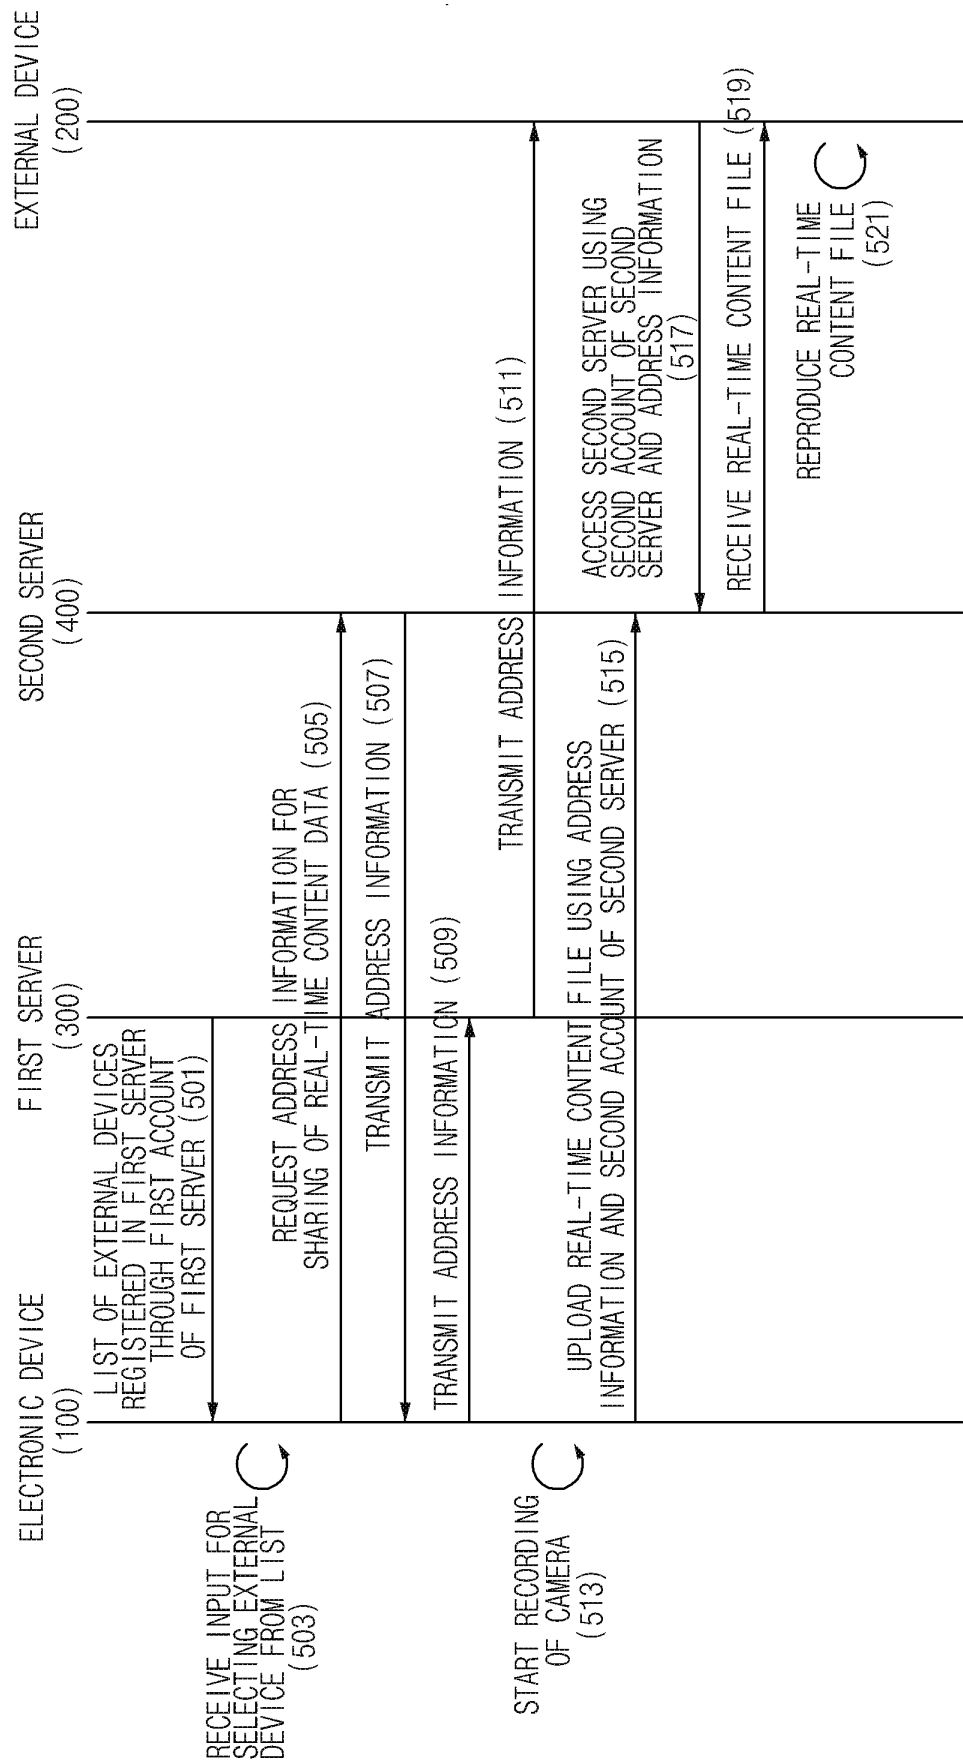 ELECTRONIC DEVICE
(100)
FIRST SERVER
(300)
SECOND SERVER
(400)
EXTERNAL DEVICE
(200)
LIST OF EXTERNAL DEVICES
REGISTERED IN FIRST SERVER
THROUGH FIRST ACCOUNT
OF FIRST SERVER (501)
RECEIVE INPUT FOR
SELECTING EXTERNAL
DEVICE FROM LIST
(503)
REQUEST ADDRESS INFORMATION FOR
SHARING OF REAL-TIME CONTENT DATA (505)
TRANSMIT ADDRESS INFORMATION (507)
TRANSMIT ADDRESS INFORMATION (509)
TRANSMIT ADDRESS INFORMATION (511)
START RECORDING
OF CAMERA
(513)
UPLOAD REAL-TIME CONTENT FILE USING ADDRESS
INFORMATION AND SECOND ACCOUNT OF SECOND SERVER (515)
ACCESS SECOND SERVER USING
SECOND ACCOUNT OF SECOND
SERVER AND ADDRESS INFORMATION
(517)
RECEIVE REAL-TIME CONTENT FILE (519)
REPRODUCE REAL-TIME
CONTENT FILE
(521)